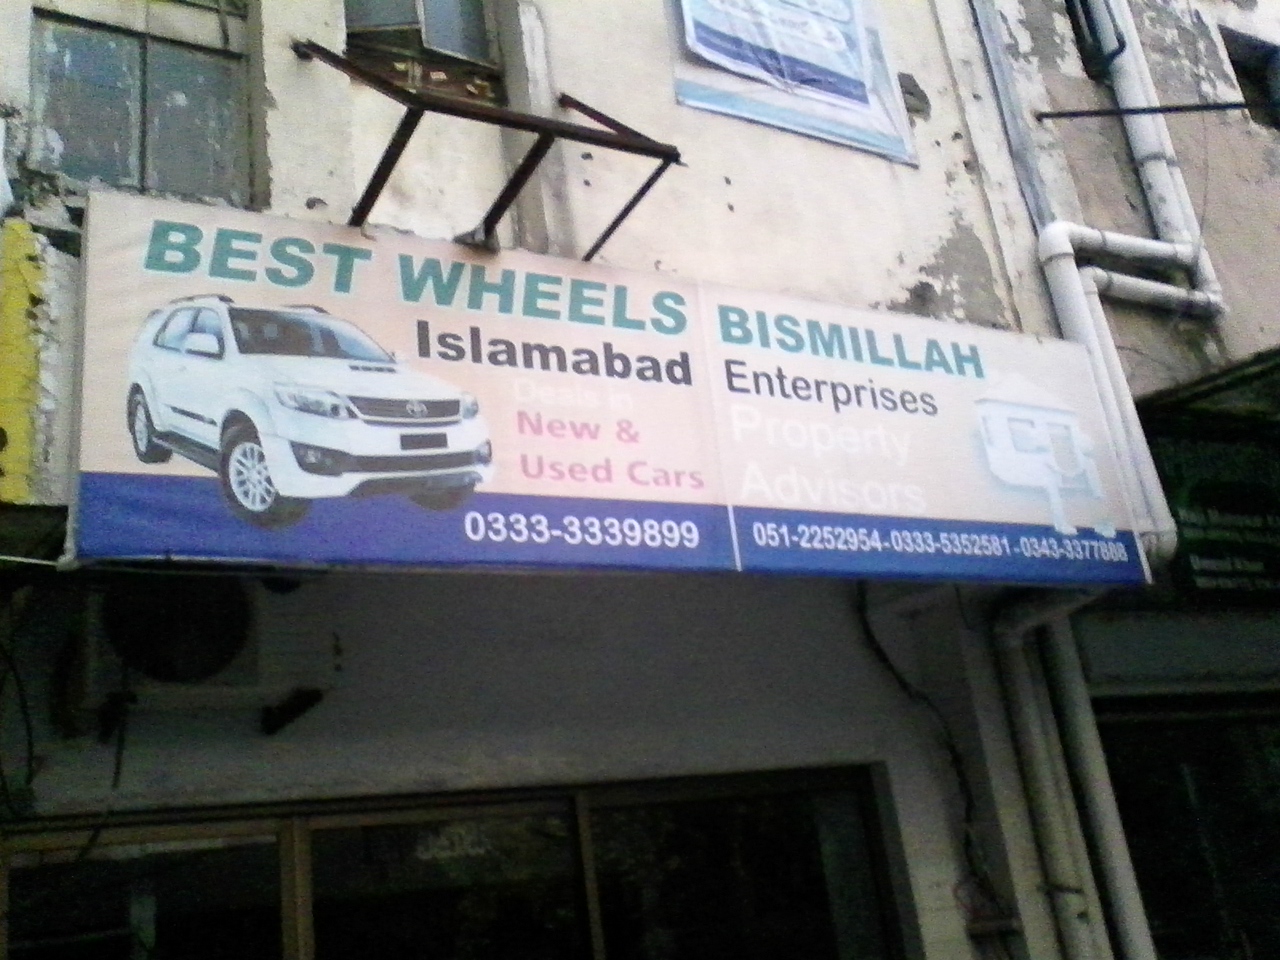 BEST WHEELS
Islamabad
Deals in
New &
Used Cars
0333-3339899
BISMILLAH
Enterprises
Property
Advisors
051-2252954-0333-5352581-0343-3377888